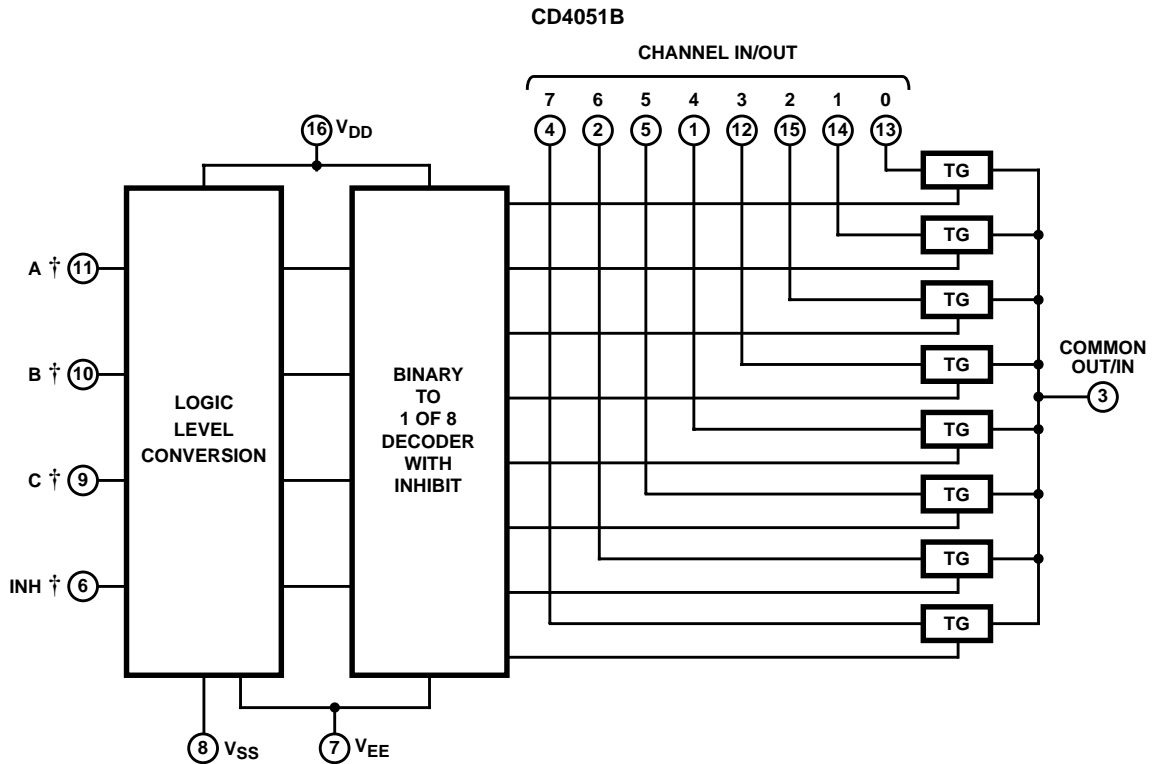 CD4051B
CHANNEL IN/OUT
7 6 5 4 3 2 1 0
4 2 5 1 12 15 14 13
16 VDD
TG
TG
TG
TG
TG
TG
TG
TG
A † 11
B † 10
C † 9
INH † 6
LOGIC
LEVEL
CONVERSION
BINARY
TO
1 OF 8
DECODER
WITH
INHIBIT
COMMON
OUT/IN
3
8 VSS
7 VEE